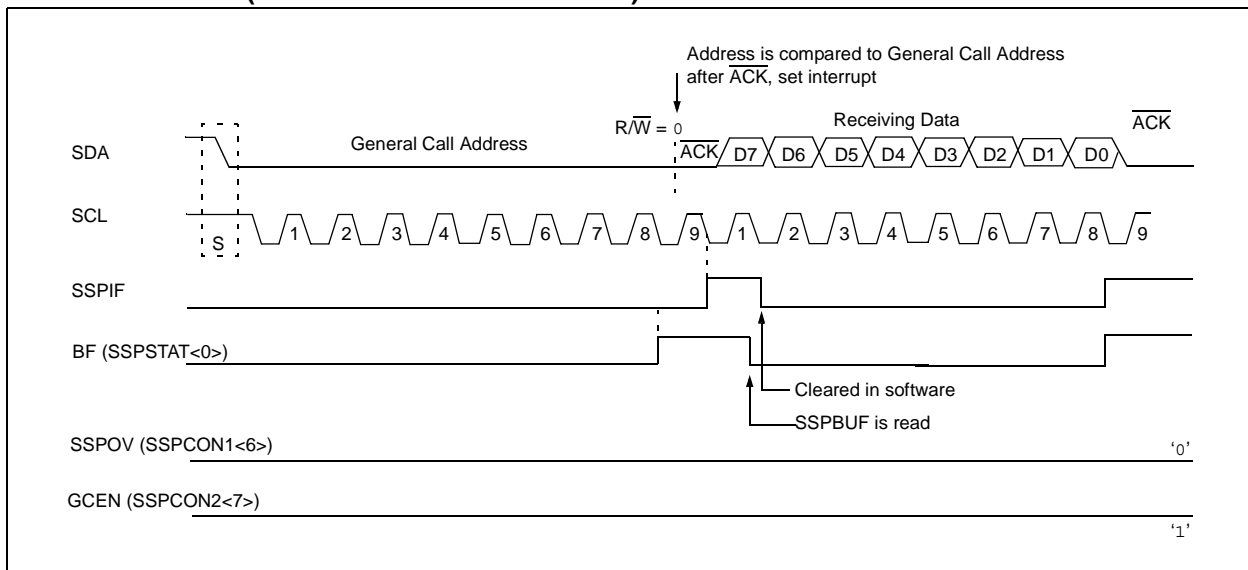 Address is compared to General Call Address
after ACK, set interrupt
R/W = 0
Receiving Data
ACK
SDA
General Call Address
ACK
D7 D6 D5 D4 D3 D2 D1 D0
SCL
S
1 2 3 4 5 6 7 8 9 1 2 3 4 5 6 7 8 9
SSPIF
BF (SSPSTAT<0>)
Cleared in software
SSPBUF is read
SSPOV (SSPCON1<6>)
‘0’
GCEN (SSPCON2<7>)
‘1’